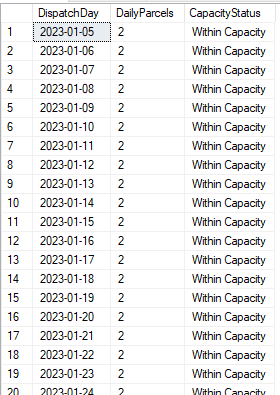 DispatchDay DailyParcels CapacityStatus
1 2023-01-05 2 Within Capacity
2 2023-01-06 2 Within Capacity
3 2023-01-07 2 Within Capacity
4 2023-01-08 2 Within Capacity
5 2023-01-09 2 Within Capacity
6 2023-01-10 2 Within Capacity
7 2023-01-11 2 Within Capacity
8 2023-01-12 2 Within Capacity
9 2023-01-13 2 Within Capacity
10 2023-01-14 2 Within Capacity
11 2023-01-15 2 Within Capacity
12 2023-01-16 2 Within Capacity
13 2023-01-17 2 Within Capacity
14 2023-01-18 2 Within Capacity
15 2023-01-19 2 Within Capacity
16 2023-01-20 2 Within Capacity
17 2023-01-21 2 Within Capacity
18 2023-01-22 2 Within Capacity
19 2023-01-23 2 Within Capacity
20 2023-01-24 2 Within Capacity